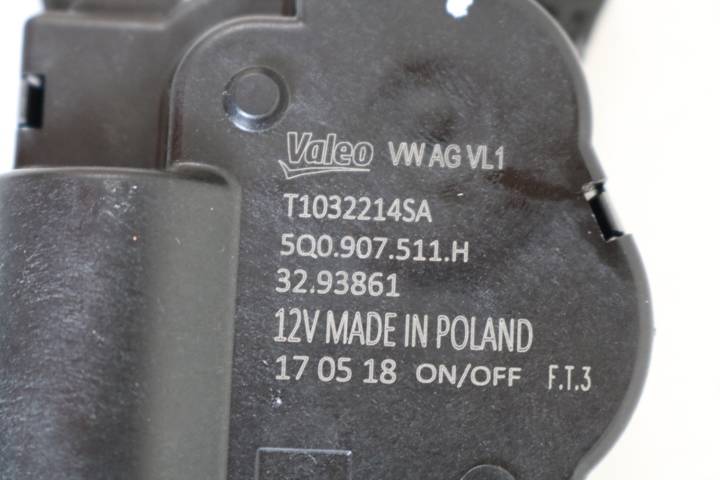 Valeo VW AG VL1
T1032214SA
5Q0.907.511.H
32.93861
12V MADE IN POLAND
17 05 18 ON/OFF F.T.3